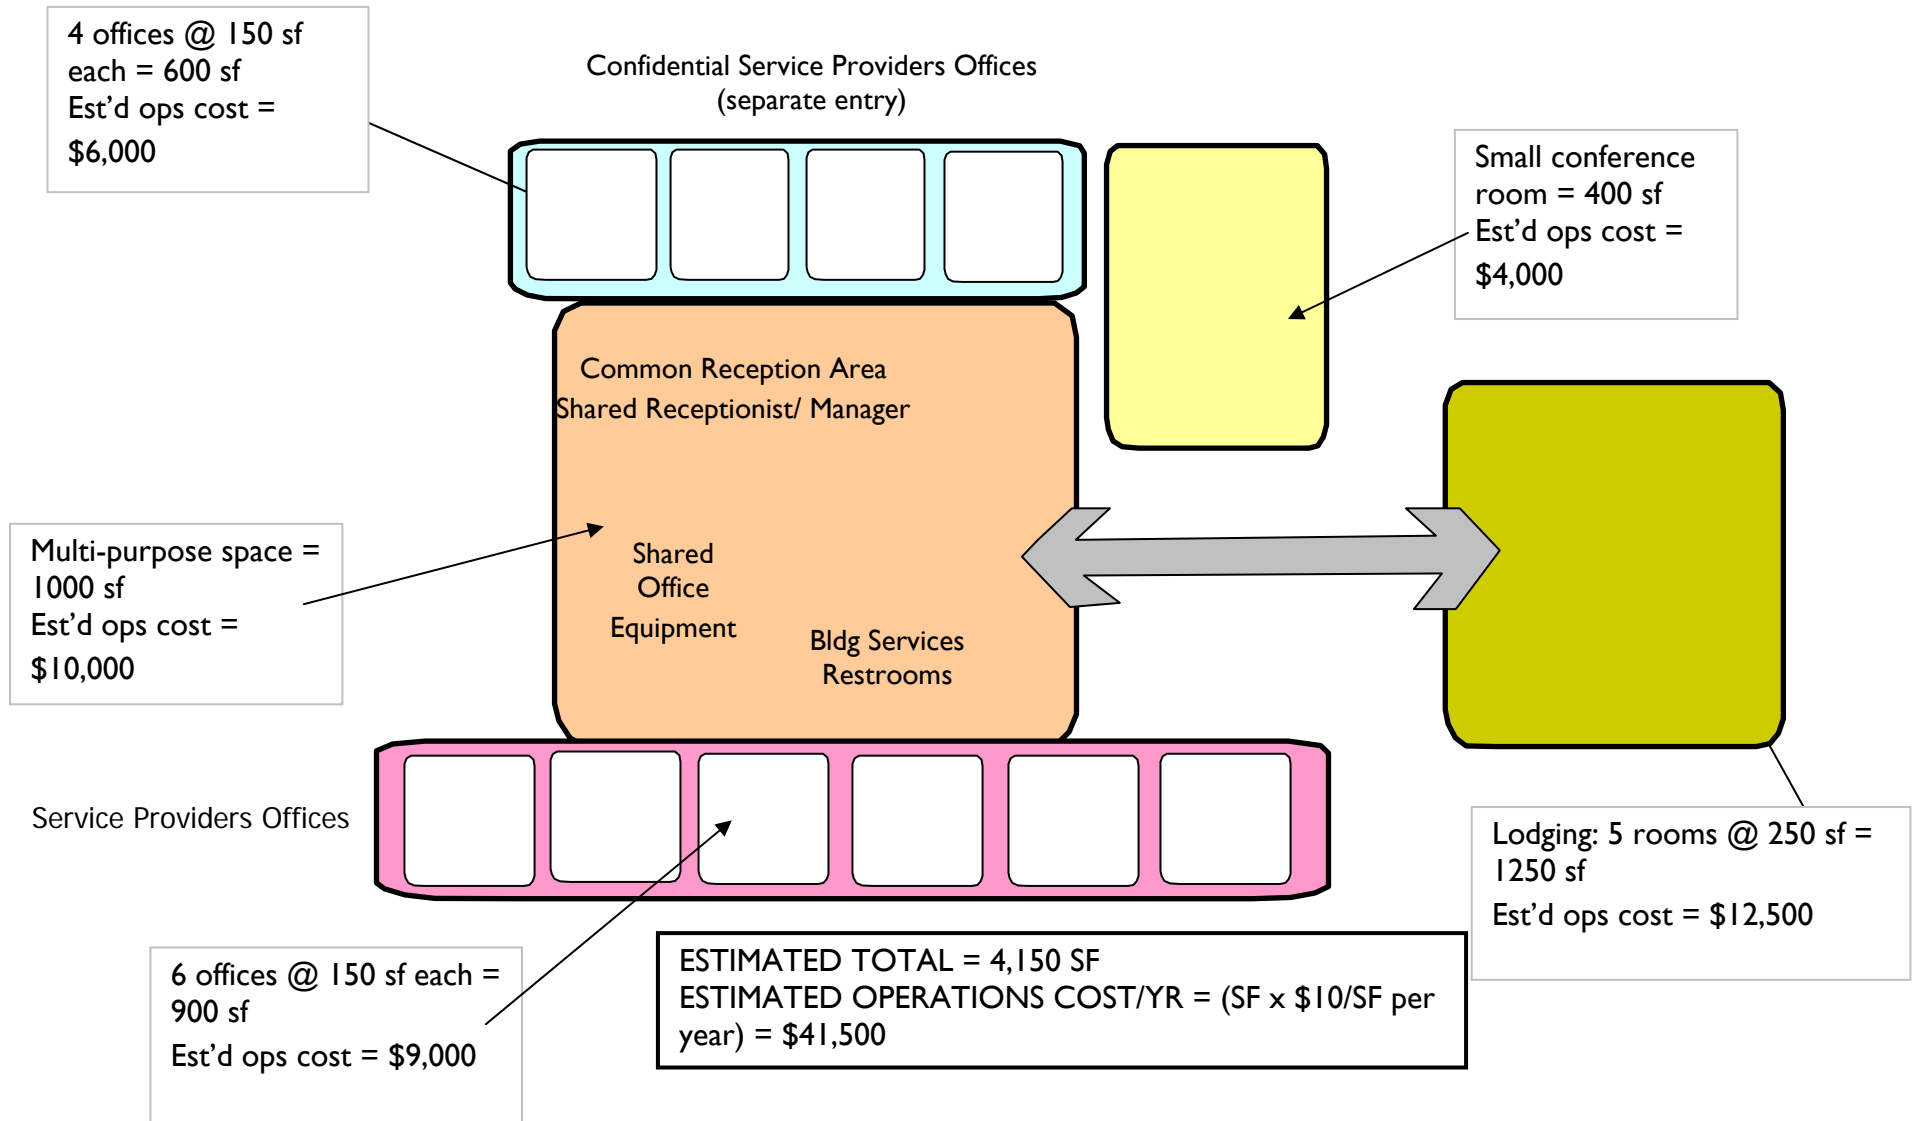 4 offices @ 150 sf
each = 600 sf
Est’d ops cost =
$6,000
Confidential Service Providers Offices
(separate entry)
Small conference
room = 400 sf
Est’d ops cost =
$4,000
Common Reception Area
Shared Receptionist/ Manager
Multi-purpose space =
1000 sf
Est’d ops cost =
$10,000
Shared
Office
Equipment
Bldg Services
Restrooms
Service Providers Offices
Lodging: 5 rooms @ 250 sf =
1250 sf
Est’d ops cost = $12,500
6 offices @ 150 sf each =
900 sf
Est’d ops cost = $9,000
ESTIMATED TOTAL = 4,150 SF
ESTIMATED OPERATIONS COST/YR = (SF x $10/SF per
year) = $41,500